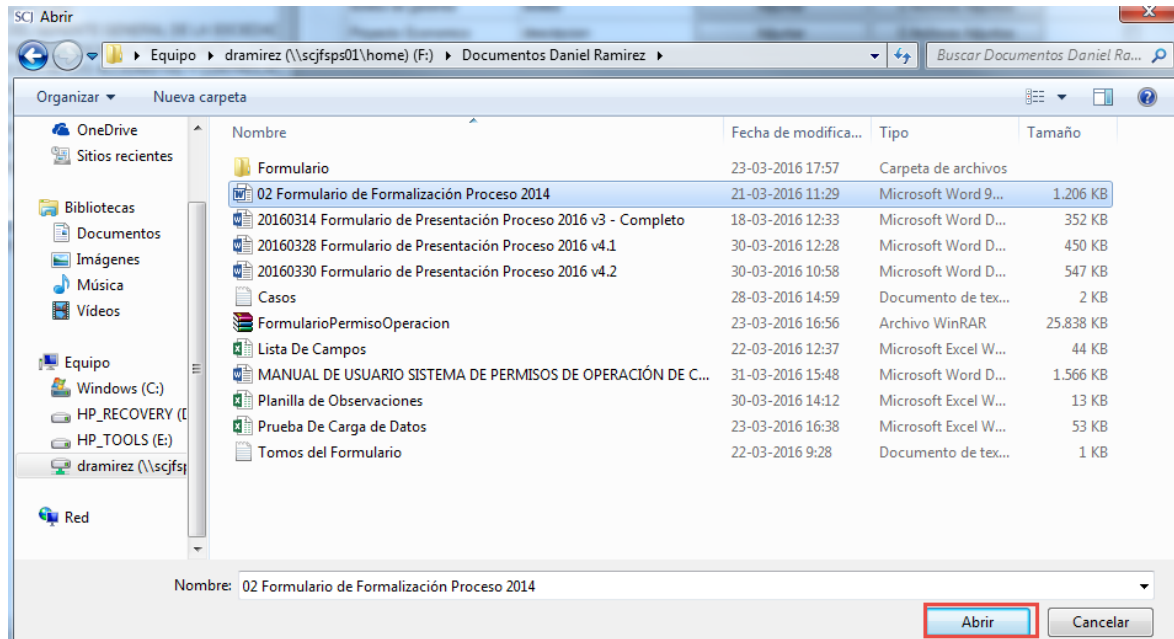 SCJ Abrir
Equipo dramirez (\\scjfsps01\home) (F:) Documentos Daniel Ramirez Buscar Documentos Daniel Ra...
Organizar Nueva carpeta
OneDrive
Sitios recientes
Bibliotecas
Documentos
Imágenes
Música
Vídeos
Equipo
Windows (C:)
HP_RECOVERY (D
HP_TOOLS (E:)
dramirez (\\scjfsp
Red
Nombre Fecha de modifica... Tipo Tamaño
Formulario 23-03-2016 17:57 Carpeta de archivos
02 Formulario de Formalización Proceso 2014 21-03-2016 11:29 Microsoft Word 9... 1.206 KB
20160314 Formulario de Presentación Proceso 2016 v3 - Completo 18-03-2016 12:33 Microsoft Word D... 352 KB
20160328 Formulario de Presentación Proceso 2016 v4.1 30-03-2016 12:28 Microsoft Word D... 450 KB
20160330 Formulario de Presentación Proceso 2016 v4.2 30-03-2016 10:58 Microsoft Word D... 547 KB
Casos 28-03-2016 14:59 Documento de tex... 2 KB
FormularioPermisoOperacion 23-03-2016 16:56 Archivo WinRAR 25.838 KB
Lista De Campos 22-03-2016 12:37 Microsoft Excel W... 44 KB
MANUAL DE USUARIO SISTEMA DE PERMISOS DE OPERACIÓN DE C... 31-03-2016 15:48 Microsoft Word D... 1.566 KB
Planilla de Observaciones 30-03-2016 14:12 Microsoft Excel W... 13 KB
Prueba De Carga de Datos 23-03-2016 16:38 Microsoft Excel W... 53 KB
Tomos del Formulario 22-03-2016 9:28 Documento de tex... 1 KB
Nombre: 02 Formulario de Formalización Proceso 2014
Abrir Cancelar